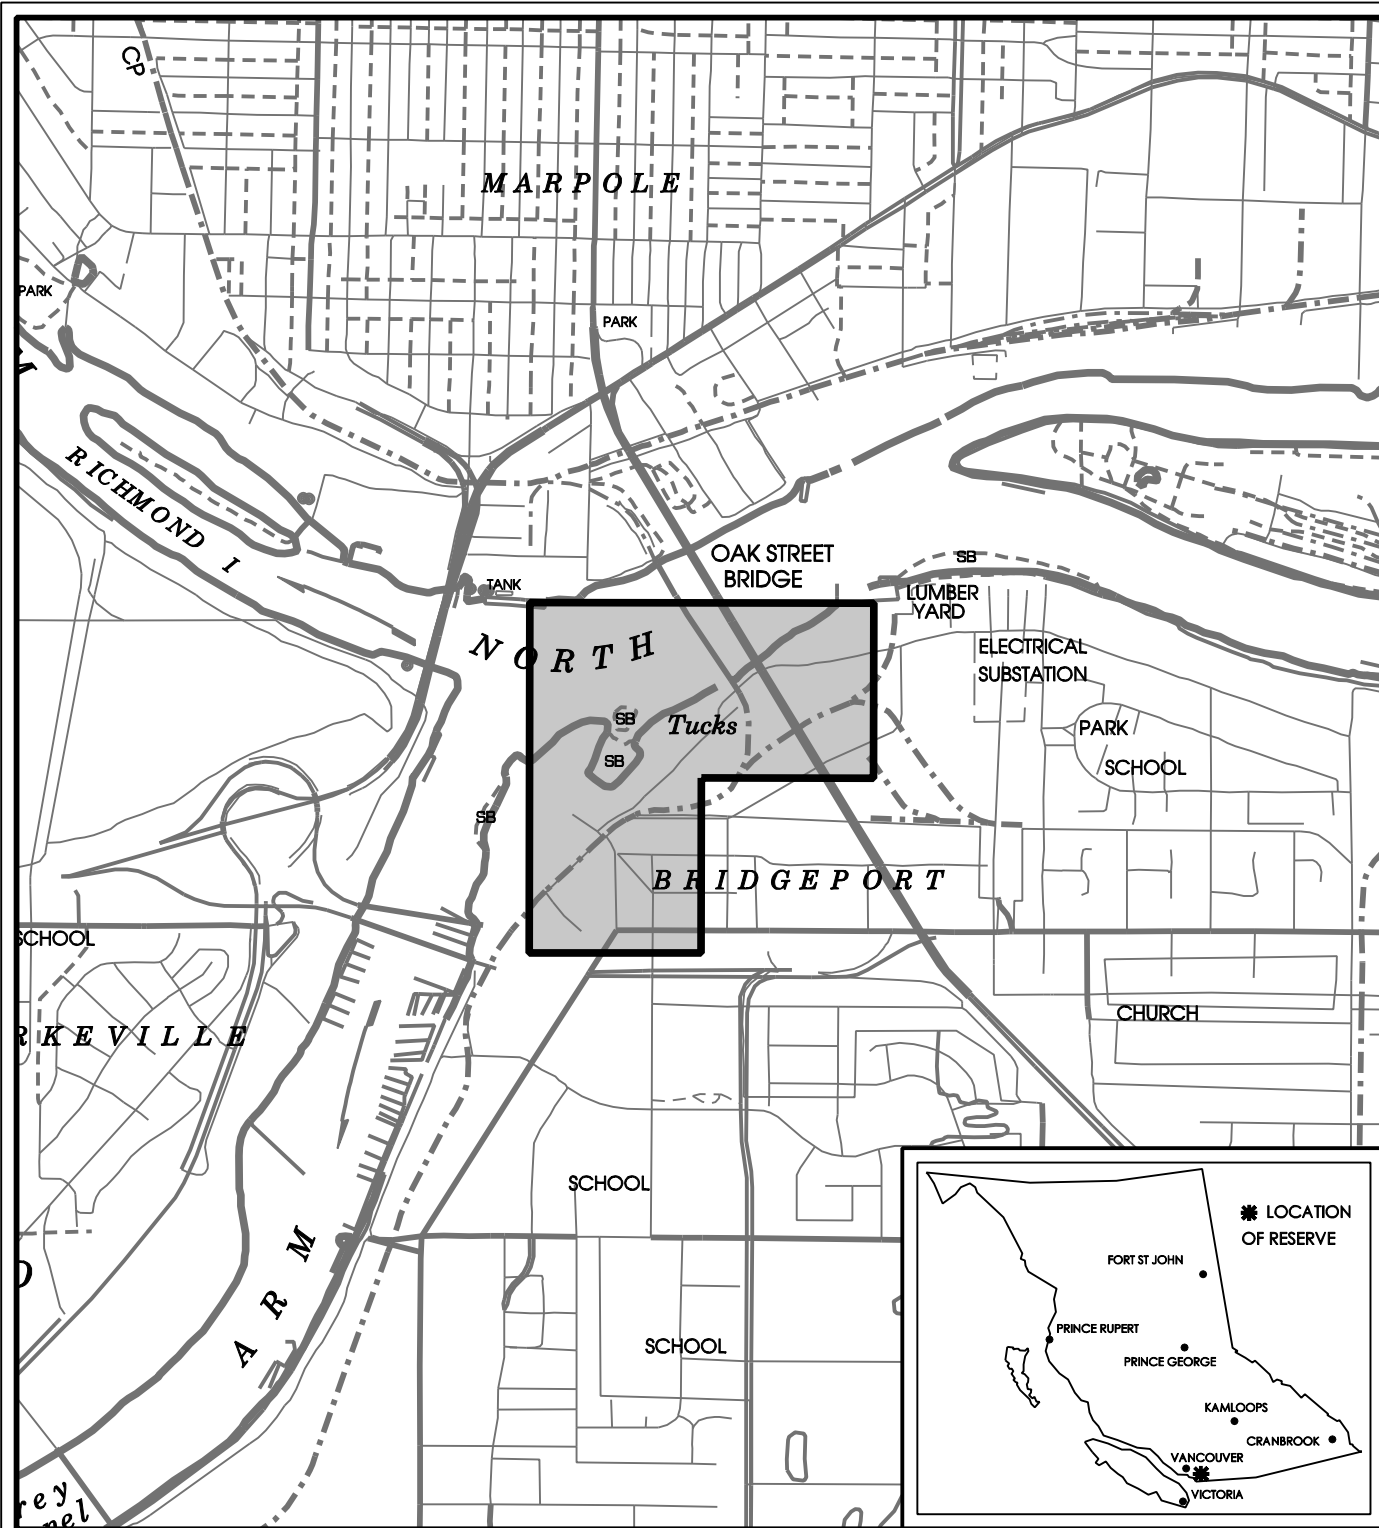 CP
MARPOLE
PARK
PARK
RICHMOND I
OAK STREET
BRIDGE
SB
TANK
LUMBER
YARD
NORTH
ELECTRICAL
SUBSTATION
SB
Tucks
PARK
SB
SCHOOL
SB
BRIDGEPORT
SCHOOL
CHURCH
RKEVILLE
SCHOOL
ARM
SCHOOL
rey
nel
LOCATION
OF RESERVE
FORT ST JOHN
PRINCE RUPERT
PRINCE GEORGE
KAMLOOPS
CRANBROOK
VANCOUVER
VICTORIA